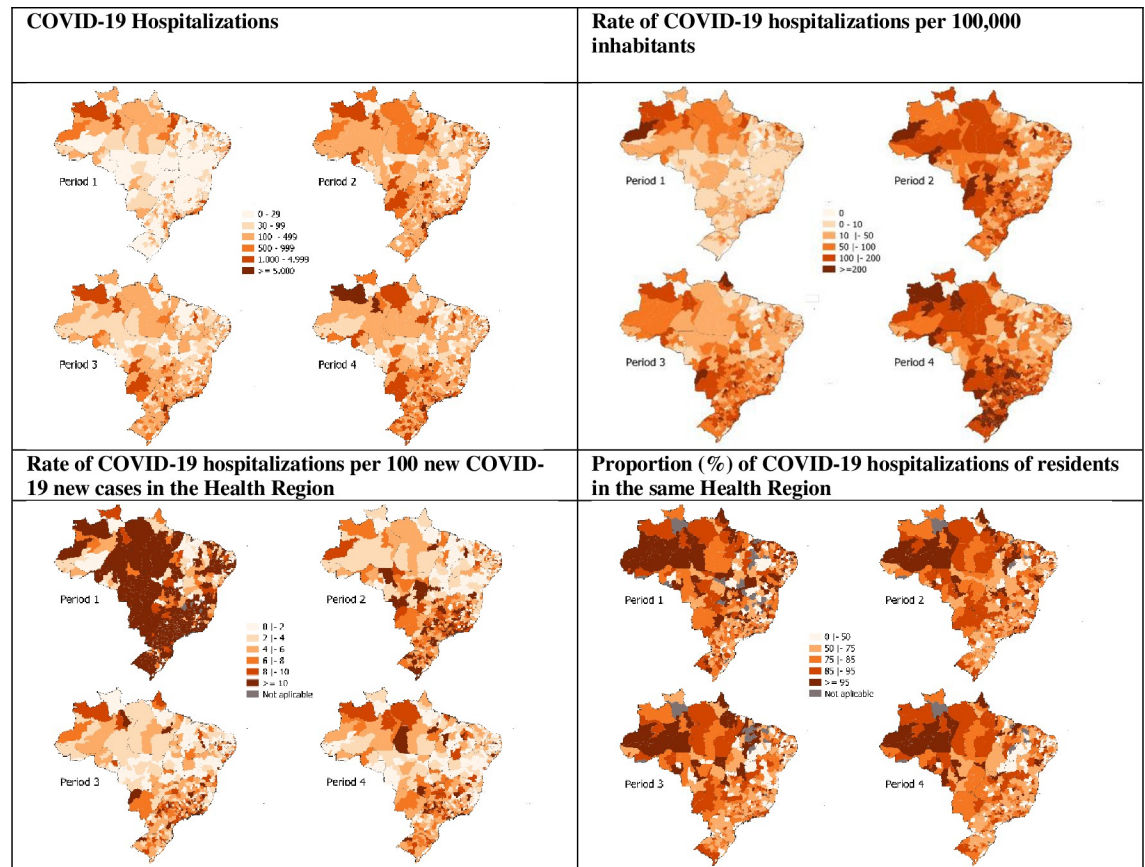 COVID-19 Hospitalizations
Rate of COVID-19 hospitalizations per 100,000
inhabitants
Period 1
Period 2
0 - 29
30 - 99
100 - 499
500 - 999
1.000 - 4.999
>= 5.000
Period 3
Period 4
Period 1
Period 2
0
0 - 10
10 |- 50
50 |- 100
100 |- 200
>=200
Period 3
Period 4
Rate of COVID-19 hospitalizations per 100 new COVID-
19 new cases in the Health Region
Proportion (%) of COVID-19 hospitalizations of residents
in the same Health Region
Period 1
Period 2
0 |- 2
2 |- 4
4 |- 6
6 |- 8
8 |- 10
>= 10
Not aplicable
Period 3
Period 4
Period 1
Period 2
0 |- 50
50 |- 75
75 |- 85
85 |- 95
>= 95
Not aplicable
Period 3
Period 4